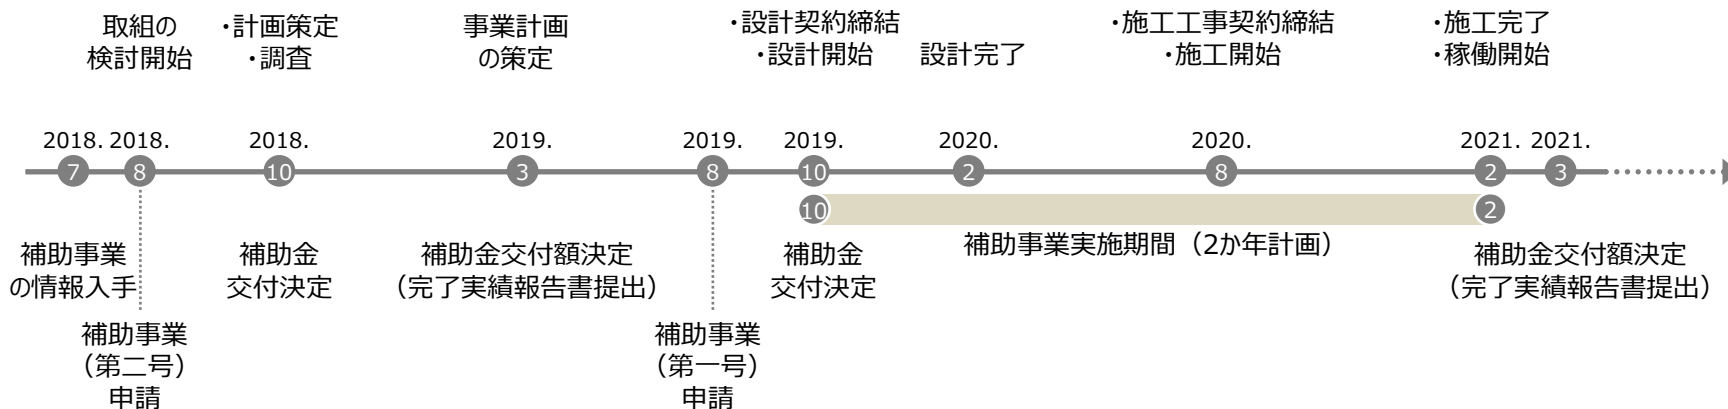 取組の
検討開始
・計画策定
・調査
事業計画
の策定
・設計契約締結
・設計開始
設計完了
・施工工事契約締結
・施工開始
・施工完了
・稼働開始
2018. 2018. 2018. 2019. 2019. 2019. 2020. 2020. 2021. 2021.
7 8 10 3 8 10 2 8 2 3
10 2
補助事業
の情報入手
補助金
交付決定
補助金交付額決定
（完了実績報告書提出）
補助金
交付決定
補助事業実施期間（2か年計画）
補助金交付額決定
（完了実績報告書提出）
補助事業
（第二号）
申請
補助事業
（第一号）
申請